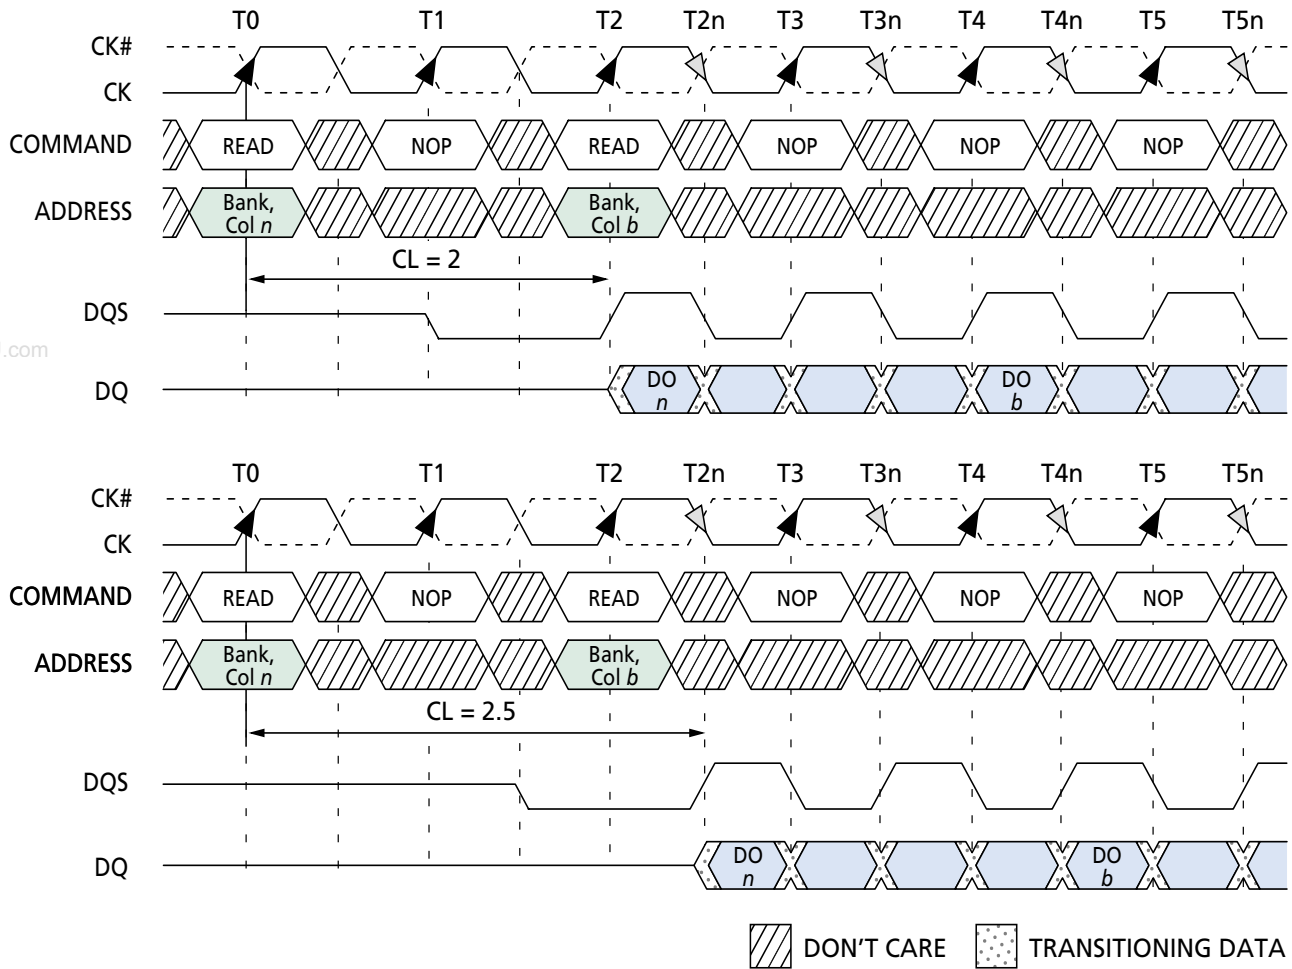 T0 T1 T2 T2n T3 T3n T4 T4n T5 T5n
CK#
CK
COMMAND READ NOP READ NOP NOP NOP
ADDRESS Bank, Col n Bank, Col b
CL = 2
DQS
.com
DQ DO n DO b
T0 T1 T2 T2n T3 T3n T4 T4n T5 T5n
CK#
CK
COMMAND READ NOP READ NOP NOP NOP
ADDRESS Bank, Col n Bank, Col b
CL = 2.5
DQS
DQ DO n DO b
DON'T CARE TRANSITIONING DATA